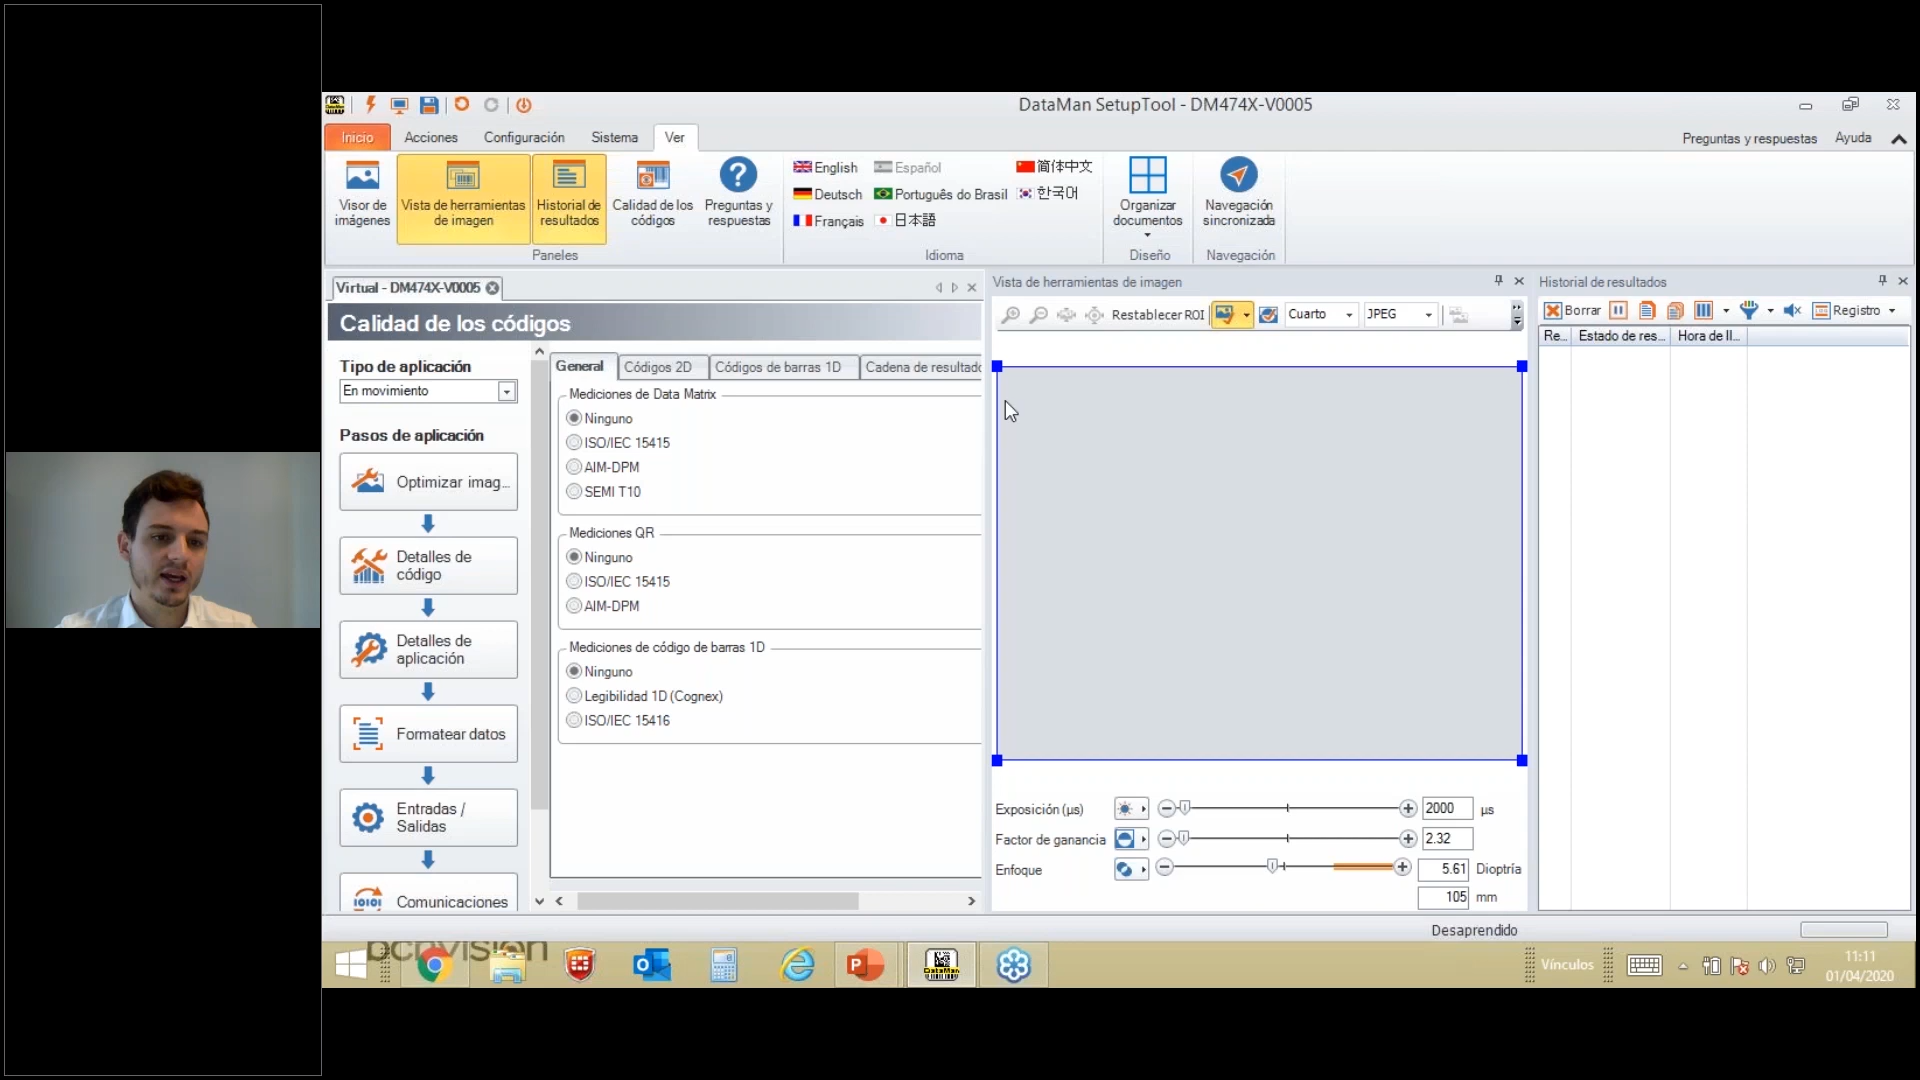 DataMan SetupTool - DM474X-V0005
Inicio Acciones Configuración Sistema Ver Preguntas y respuestas Ayuda
Visor de imágenes
Vista de herramientas de imagen
Historial de resultados
Calidad de los códigos
Preguntas y respuestas
Paneles
English Español 简体中文
Deutsch Português do Brasil 한국어
Français 日本語
Idioma
Organizar documentos
Diseño
Navegación sincronizada
Navegación
Virtual - DM474X-V0005
Calidad de los códigos
Tipo de aplicación
En movimiento
Pasos de aplicación
Optimizar imag...
Detalles de código
Detalles de aplicación
Formatear datos
Entradas / Salidas
Comunicaciones
General Códigos 2D Códigos de barras 1D Cadena de resultado
Mediciones de Data Matrix
Ninguno
ISO/IEC 15415
AIM-DPM
SEMI T10
Mediciones QR
Ninguno
ISO/IEC 15415
AIM-DPM
Mediciones de código de barras 1D
Ninguno
Legibilidad 1D (Cognex)
ISO/IEC 15416
Vista de herramientas de imagen
Restablecer ROI Cuarto JPEG
Exposición (µs) 2000 µs
Factor de ganancia 2.32
Enfoque 5.61 Dioptría
105 mm
Historial de resultados
Borrar Registro
Re... Estado de res... Hora de ll...
Desaprendido
bcnvision
DataMan
Vínculos
11:11
01/04/2020